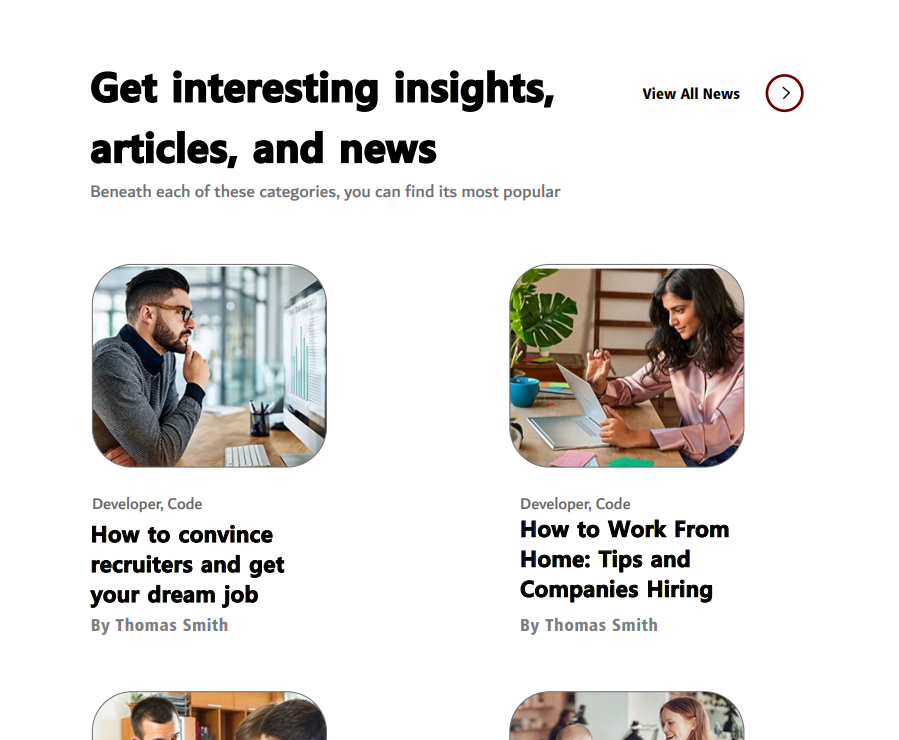 Get interesting insights,
articles, and news
View All News
Beneath each of these categories, you can find its most popular
Developer, Code
How to convince
recruiters and get
your dream job
By Thomas Smith
Developer, Code
How to Work From
Home: Tips and
Companies Hiring
By Thomas Smith